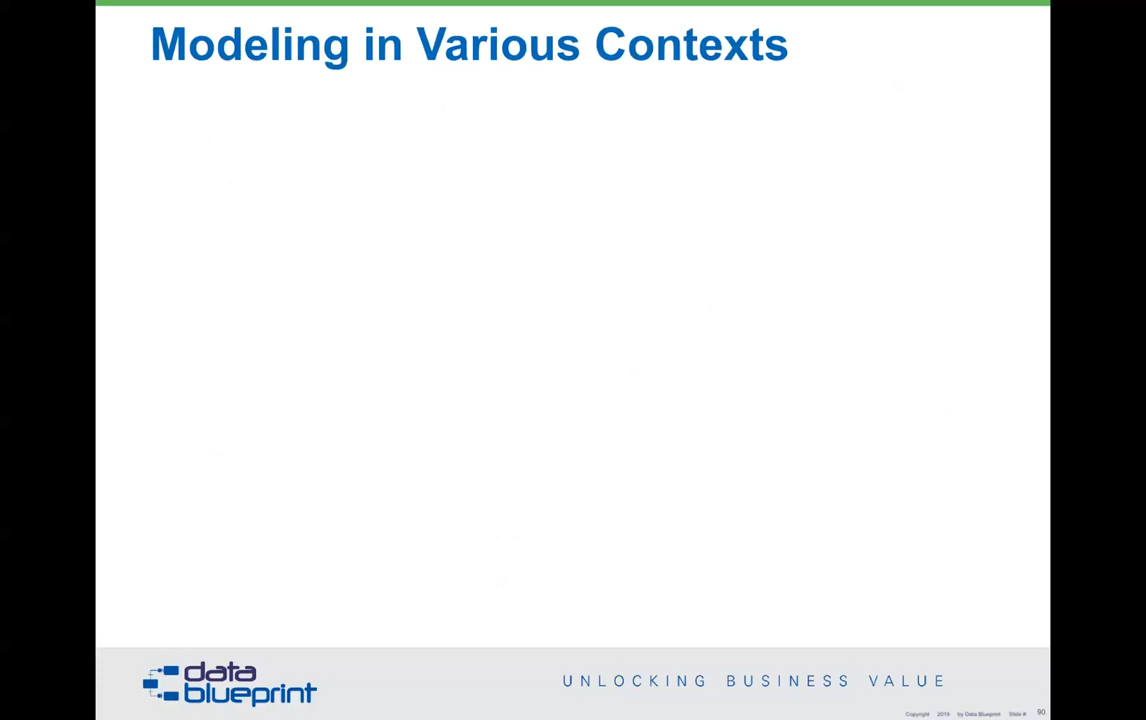 Modeling in Various Contexts
data
blueprint
UNLOCKING BUSINESS VALUE
Copyright 2019 by Data Blueprint Slide # 90